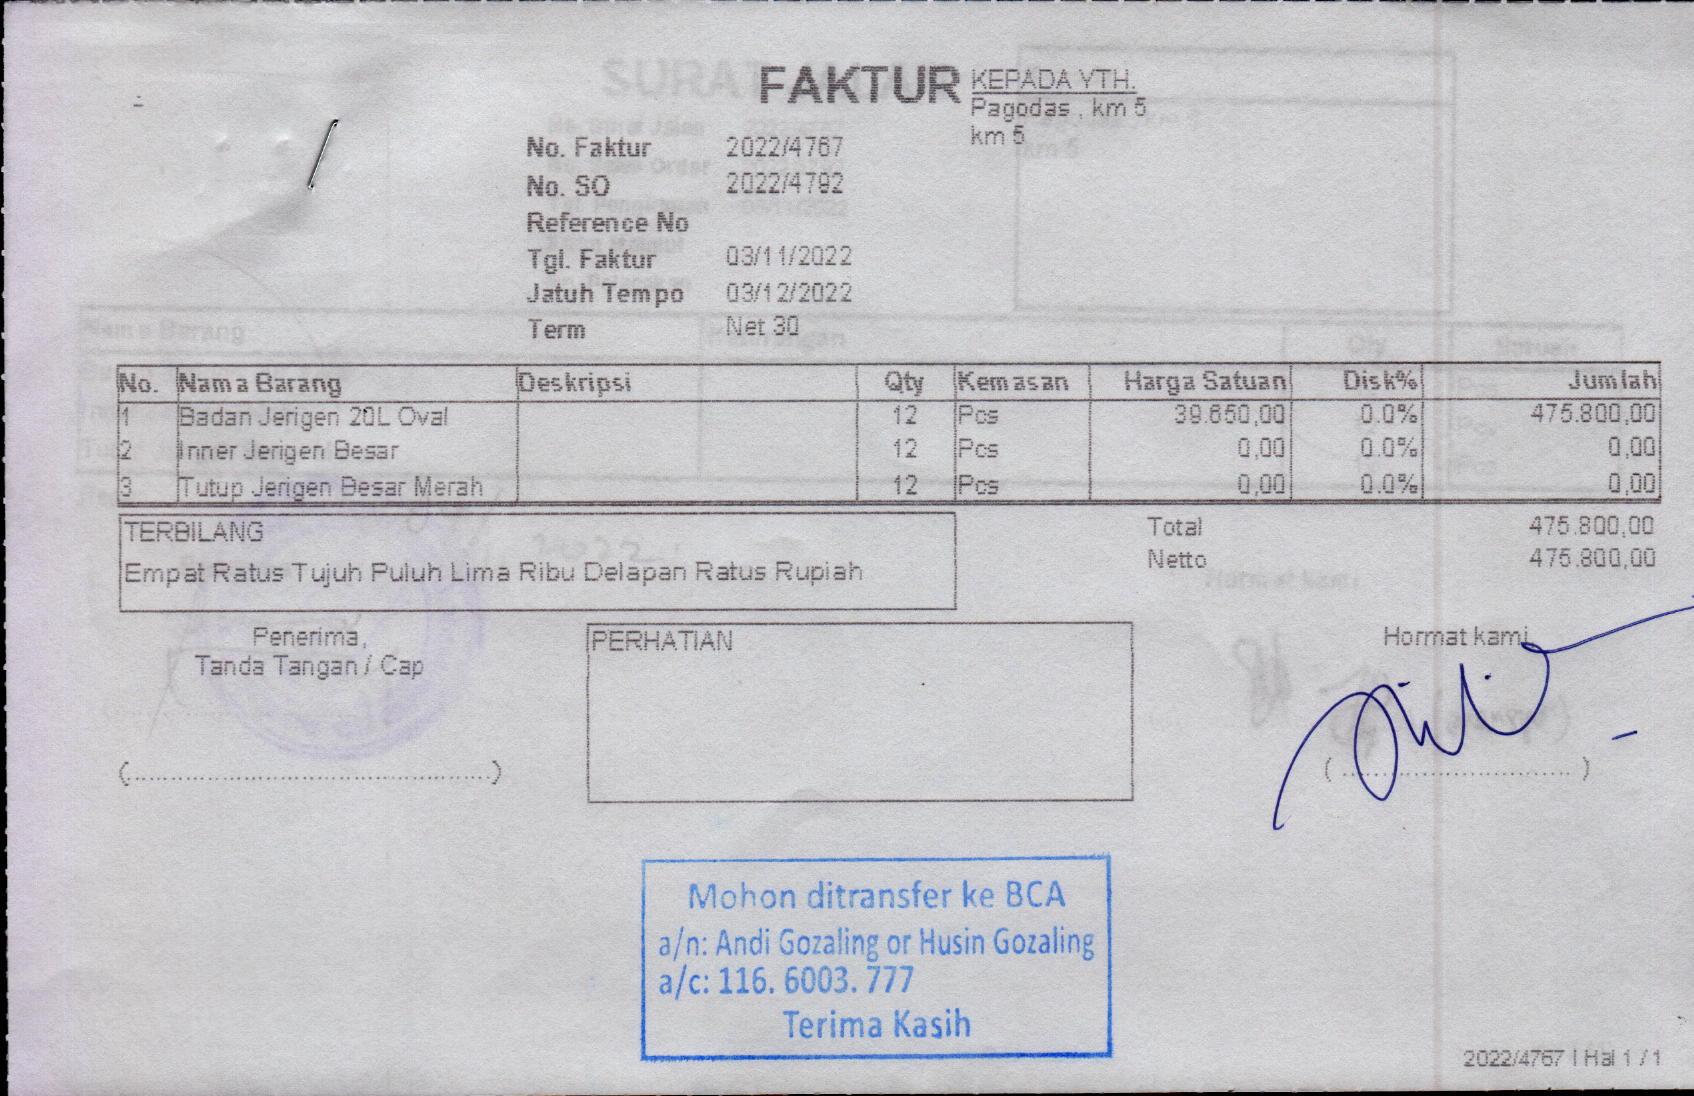 FAKTUR
KEPADA YTH.
Pagodas , km 5
km 5
No. Faktur 2022/4767
No. SO 2022/4792
Reference No
Tgl. Faktur 03/11/2022
Jatuh Tempo 03/12/2022
Term Net 30
No. Nama Barang Deskripsi Qty Kemasan Harga Satuan Disk% Jumlah
1 Badan Jerigen 20L Oval 12 Pcs 39.650,00 0.0% 475.800,00
2 Inner Jerigen Besar 12 Pcs 0,00 0.0% 0,00
3 Tutup Jerigen Besar Merah 12 Pcs 0,00 0.0% 0,00
TERBILANG
Empat Ratus Tujuh Puluh Lima Ribu Delapan Ratus Rupiah
Total 475.800,00
Netto 475.800,00
Penerima,
Tanda Tangan / Cap
(..................................................)
PERHATIAN
Hormat kami
( ................................ )
Mohon ditransfer ke BCA
a/n: Andi Gozaling or Husin Gozaling
a/c: 116. 6003. 777
Terima Kasih
2022/4767 | Hal 1 / 1